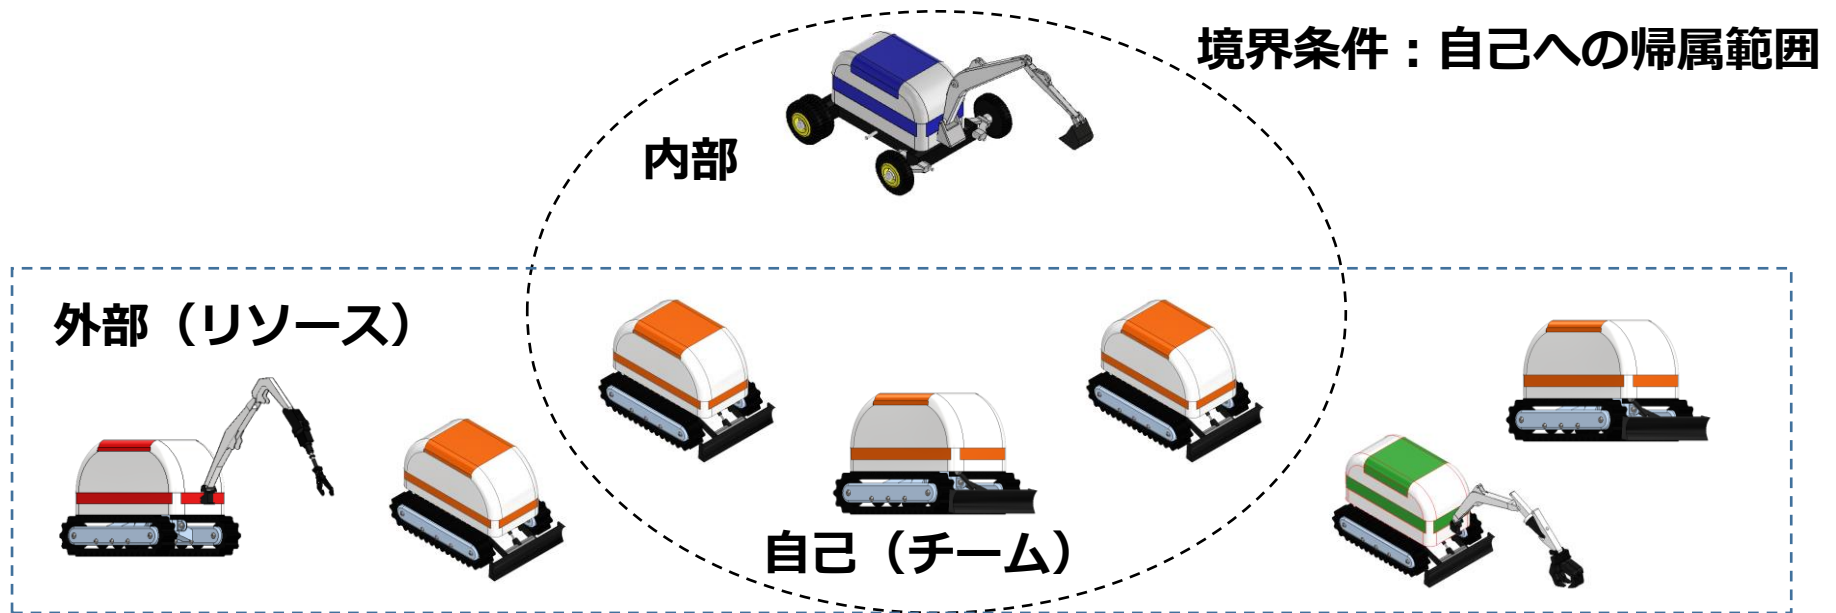 境界条件：自己への帰属範囲
内部
外部（リソース）
自己（チーム）